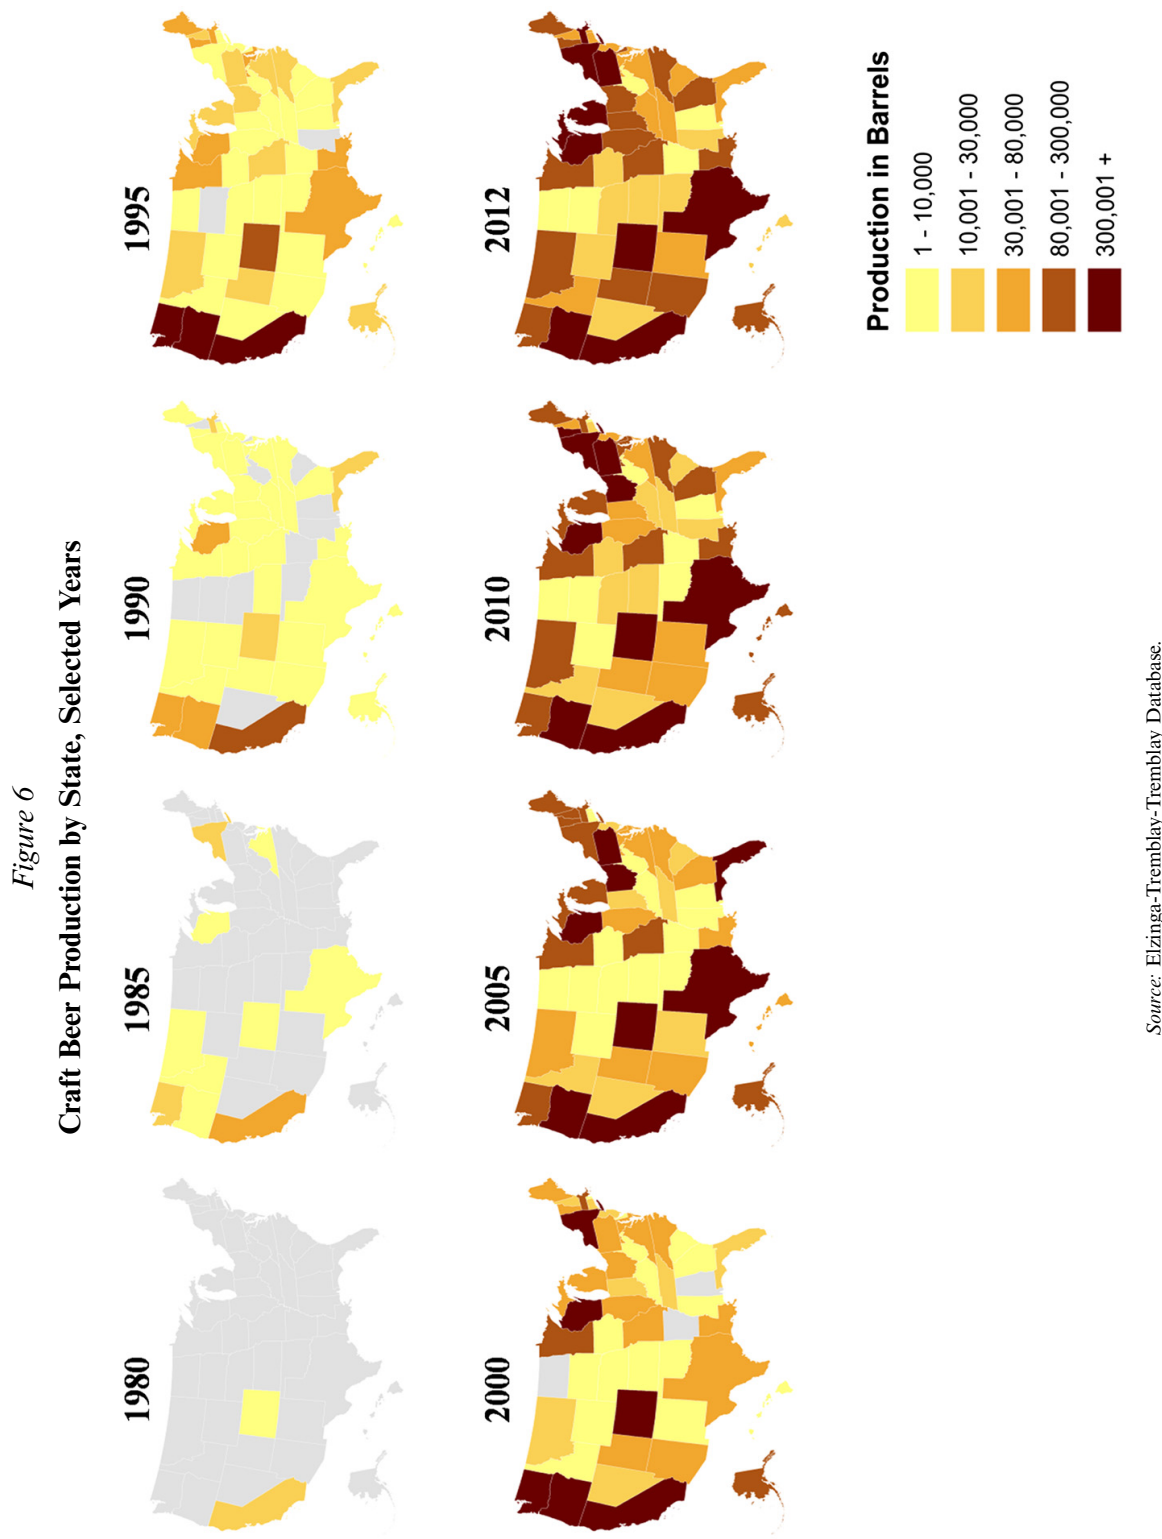 Figure 6
Craft Beer Production by State, Selected Years
1980
1985
1990
1995
2000
2005
2010
2012
Production in Barrels
1 - 10,000
10,001 - 30,000
30,001 - 80,000
80,001 - 300,000
300,001 +
Source: Elzinga-Tremblay-Tremblay Database.